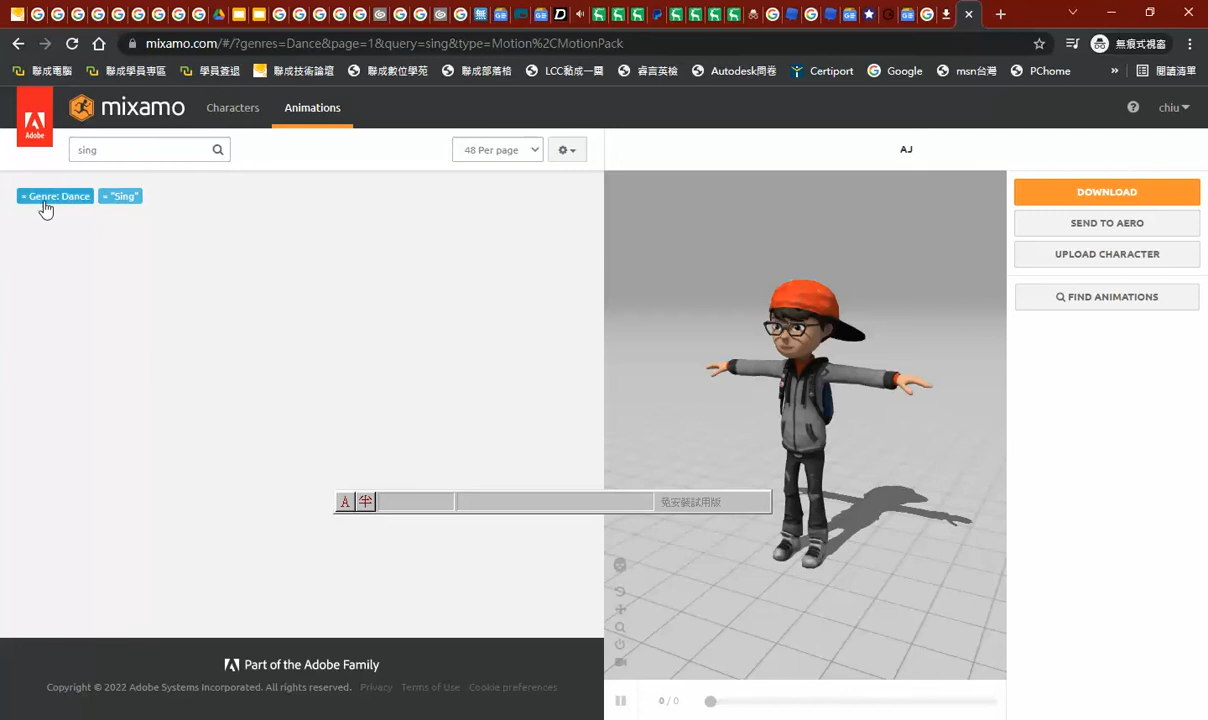 mixamo.com/#/?genres=Dance&page=1&query=sing&type=Motion%2CMotionPack
無痕式視窗
聯成電腦 聯成學員專區 學員簽退 聯成技術論壇 聯成數位學苑 聯成部落格 LCC黏成一圈 睿言英檢 Autodesk問卷 Certiport Google msn台灣 PChome » 閱讀清單
Adobe
mixamo Characters Animations chiu
sing
48 Per page
AJ
Genre: Dance
"Sing"
DOWNLOAD
SEND TO AERO
UPLOAD CHARACTER
FIND ANIMATIONS
A 半 免安裝試用版
Part of the Adobe Family
Copyright © 2022 Adobe Systems Incorporated. All rights reserved. Privacy Terms of Use Cookie preferences
0 / 0